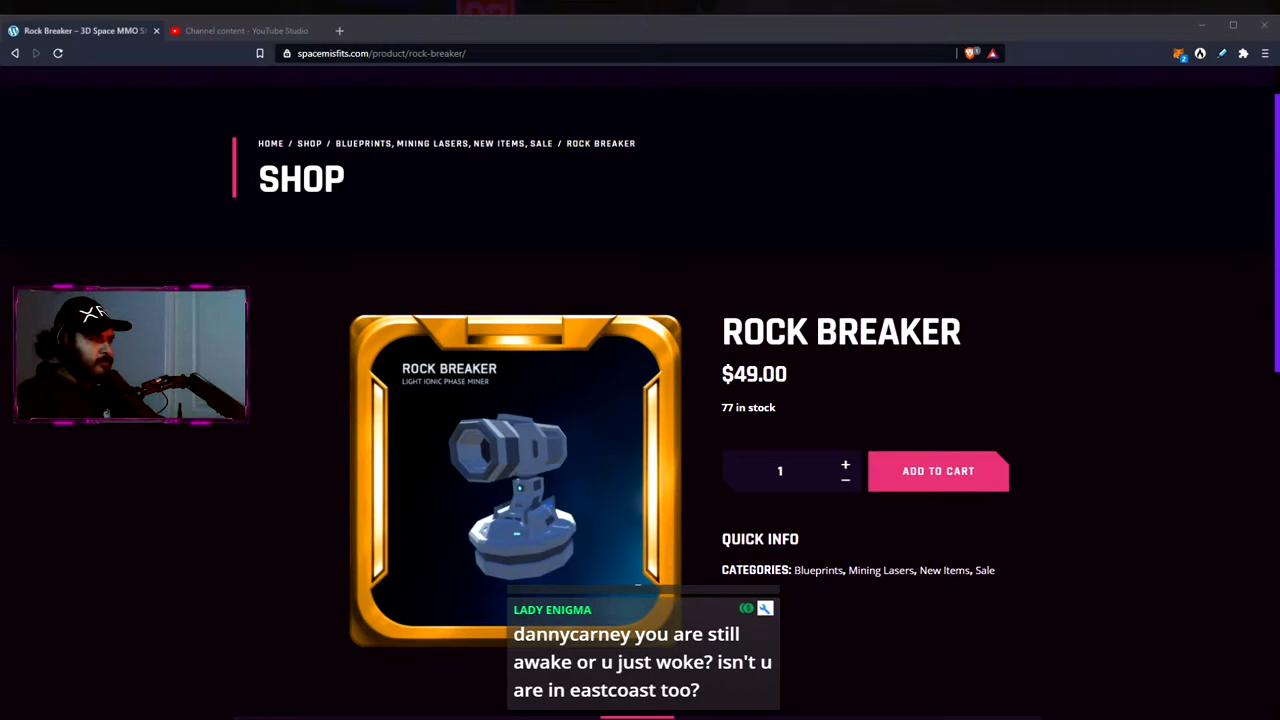 Rock Breaker – 3D Space MMO S
Channel content - YouTube Studio
spacemisfits.com/product/rock-breaker/
HOME / SHOP / BLUEPRINTS, MINING LASERS, NEW ITEMS, SALE / ROCK BREAKER
SHOP
XR
ROCK BREAKER
LIGHT IONIC PHASE MINER
ROCK BREAKER
$49.00
77 in stock
1
+
−
ADD TO CART
QUICK INFO
CATEGORIES: Blueprints, Mining Lasers, New Items, Sale
LADY ENIGMA
dannycarney you are still
awake or u just woke? isn't u
are in eastcoast too?